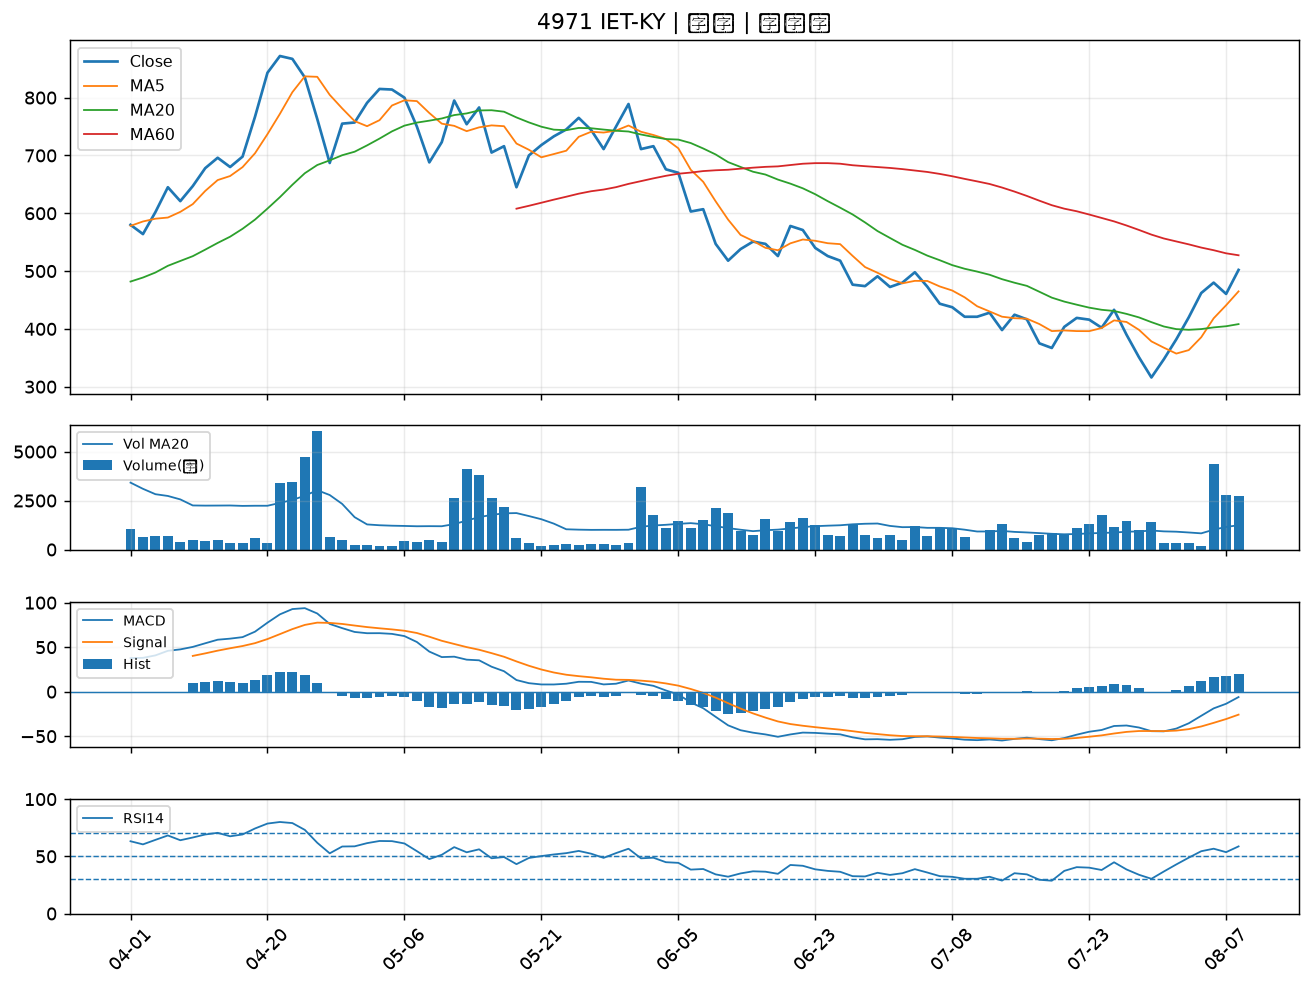 4971 IET-KY | |
Close
MA5
MA20
MA60
800
700
600
500
400
300
Vol MA20
Volume( )
5000
2500
0
MACD
Signal
Hist
100
50
0
−50
RSI14
100
50
0
04-01 04-20 05-06 05-21 06-05 06-23 07-08 07-23 08-07